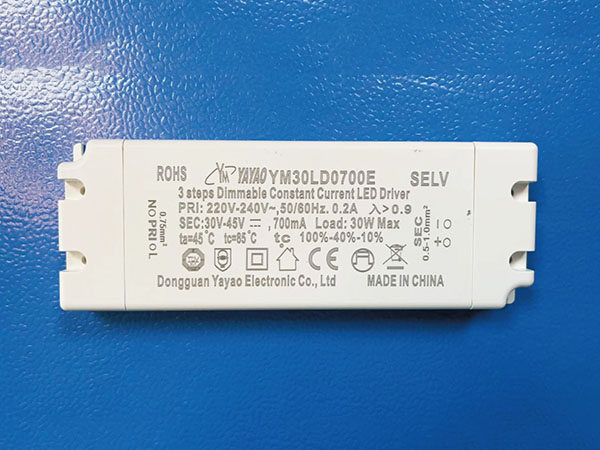 ROHS YM YAYAO YM30LD0700E SELV
3 steps Dimmable Constant Current LED Driver
PRI: 220V-240V~,50/60Hz. 0.2A λ>0.9
SEC:30V-45V ⎓, 700mA Load: 30W Max
ta=45°C tc=85°C tc 100%-40%-10%
Dongguan Yayao Electronic Co., Ltd MADE IN CHINA
0.75mm²
NO PRI O L
SEC
0.5-1.0mm²
- O
+ O